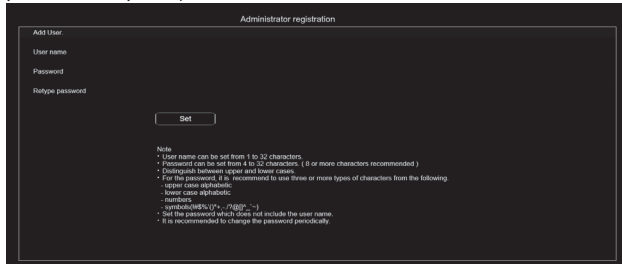 Administrator registration
Add User.
User name
Password
Retype password
Set
Note
・User name can be set from 1 to 32 characters.
・Password can be set from 4 to 32 characters. ( 8 or more characters recommended )
・Distinguish between upper and lower cases.
・For the password, it is recommend to use three or more types of characters from the following.
- upper case alphabetic
- lower case alphabetic
- numbers
- symbols(!#$%'()*+,-./?@[]^_`~)
・Set the password which does not include the user name.
・It is recommended to change the password periodically.